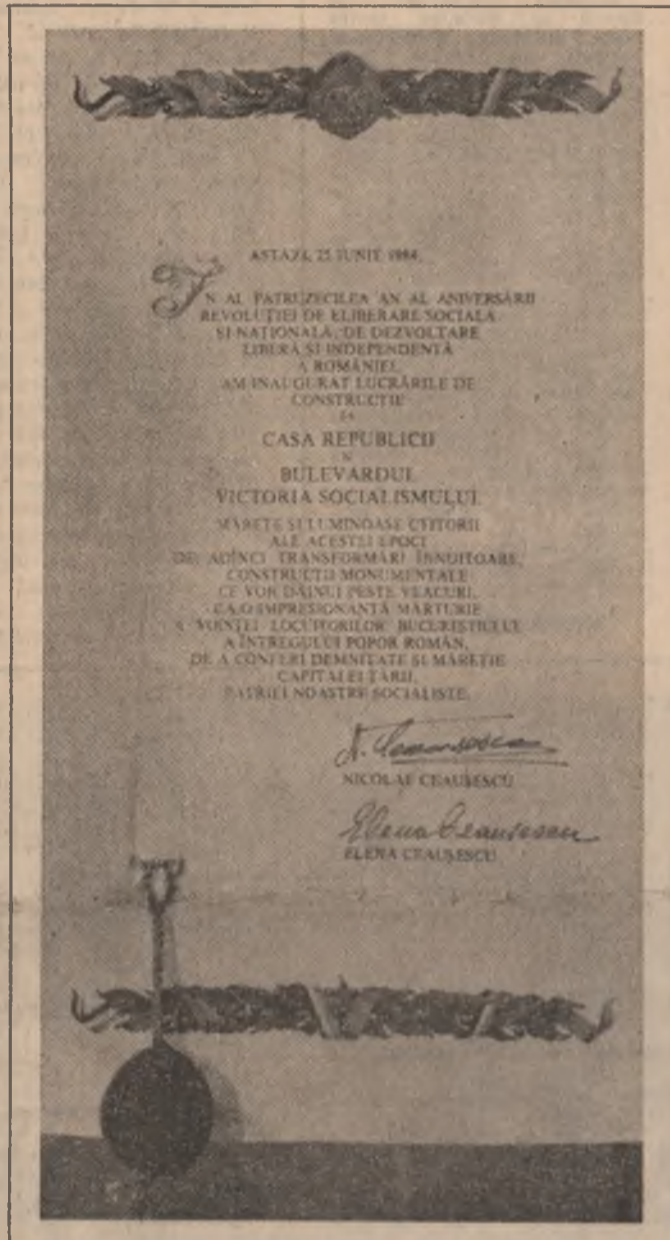 ASTAZI, 25 IUNIE 1984,
ÎN AL PATRUZECILEA AN AL ANIVERSĂRII
REVOLUȚIEI DE ELIBERARE SOCIALĂ
ȘI NAȚIONALĂ, DE DEZVOLTARE
LIBERĂ ȘI INDEPENDENTĂ
A ROMÂNIEI,
AM INAUGURAT LUCRĂRILE DE
CONSTRUCȚIE
LA
CASA REPUBLICII
ȘI
BULEVARDUL
VICTORIA SOCIALISMULUI,
MĂREȚE ȘI LUMINOASE CTITORII
ALE ACESTEI EPOCI
DE ADÎNCI TRANSFORMĂRI ÎNNOITOARE,
CONSTRUCȚII MONUMENTALE
CE VOR DĂINUI PESTE VEACURI,
CA O IMPRESIONANTĂ MĂRTURIE
A VOINȚEI LOCUITORILOR BUCUREȘTIULUI,
A ÎNTREGULUI POPOR ROMÂN,
DE A CONFERI DEMNITATE ȘI MĂREȚIE
CAPITALEI ȚĂRII,
PATRIEI NOASTRE SOCIALISTE.
N. Ceaușescu
NICOLAE CEAUȘESCU
Elena Ceaușescu
ELENA CEAUȘESCU